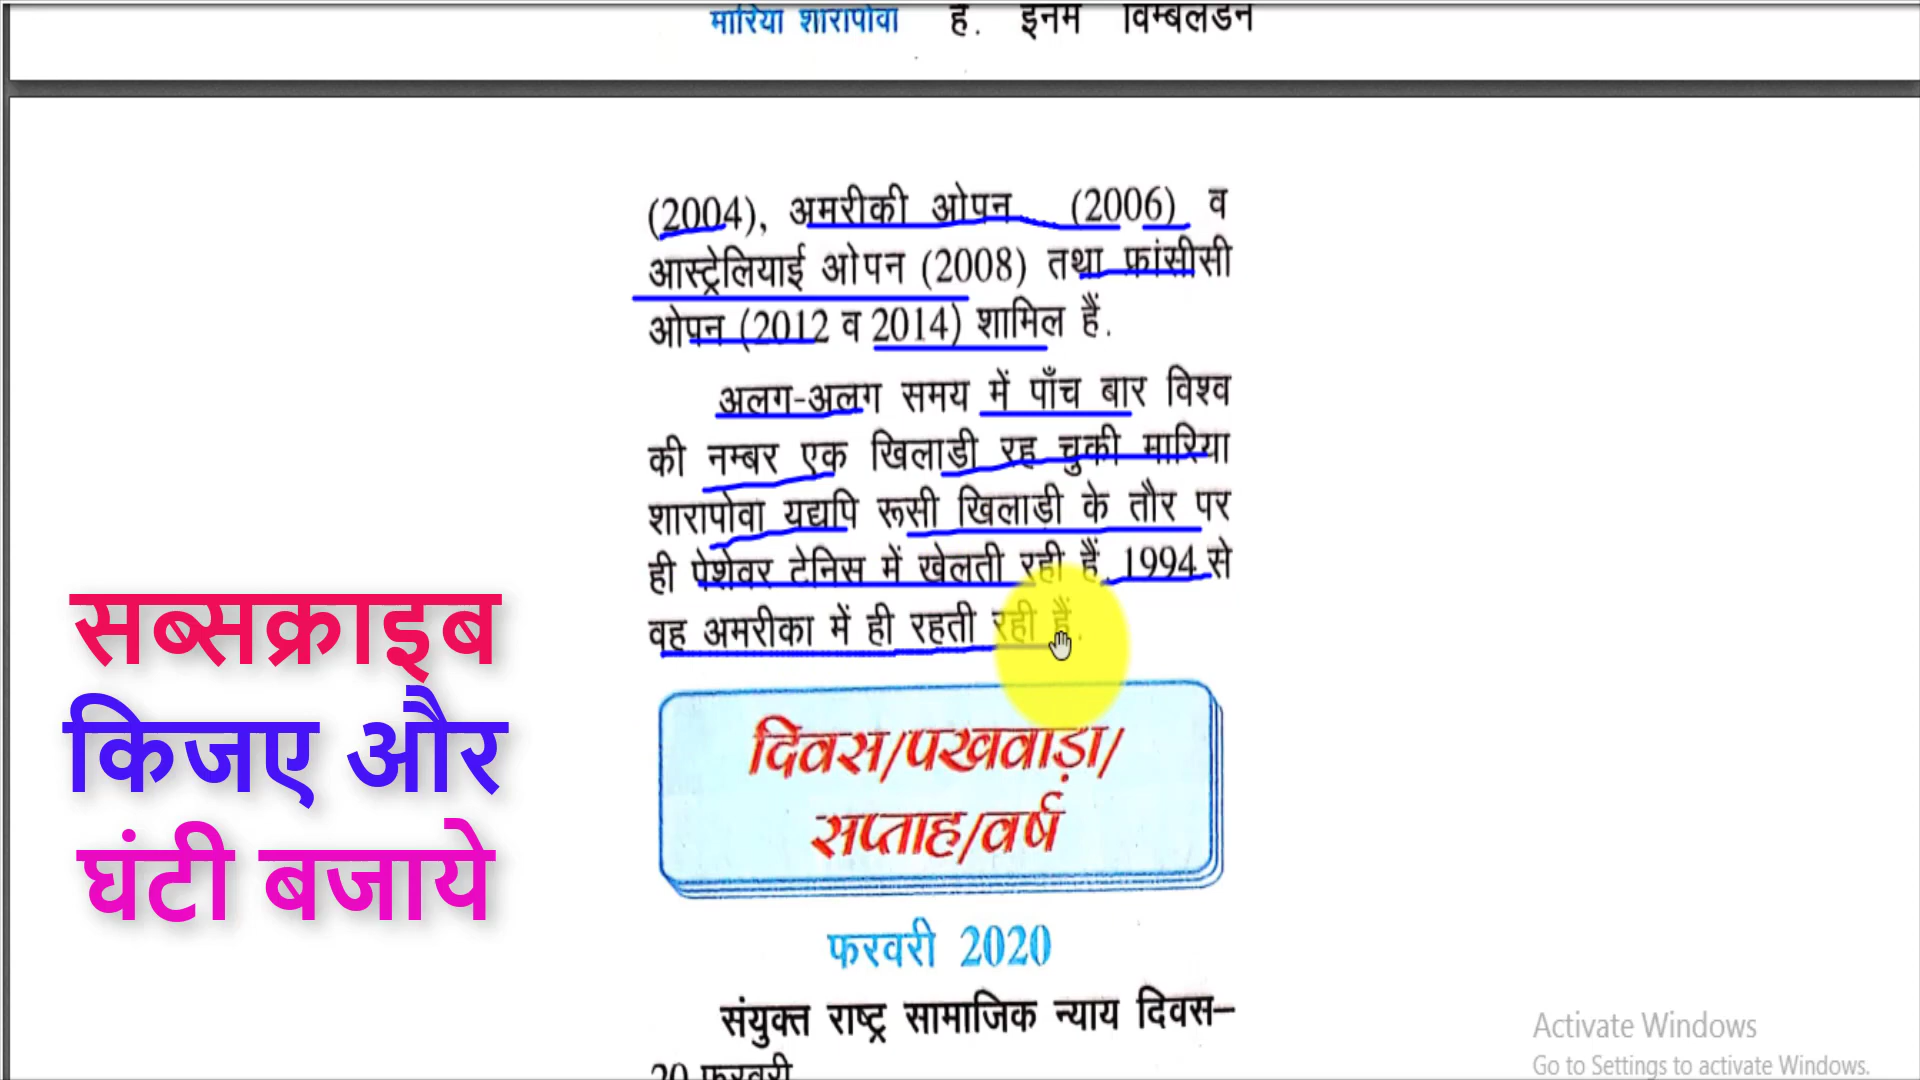 मारिया शारापोवा हैं. इनमें विम्बलडन
(2004), अमरीकी ओपन (2006) व
आस्ट्रेलियाई ओपन (2008) तथा फ्रांसीसी
ओपन (2012 व 2014) शामिल हैं.
अलग-अलग समय में पाँच बार विश्व
की नम्बर एक खिलाड़ी रह चुकी मारिया
शारापोवा यद्यपि रूसी खिलाड़ी के तौर पर
ही पेशेवर टेनिस में खेलती रही हैं, 1994 से
वह अमरीका में ही रहती रही हैं.
दिवस/पखवाड़ा/
सप्ताह/वर्ष
फरवरी 2020
संयुक्त राष्ट्र सामाजिक न्याय दिवस–
20 फरवरी
सब्सक्राइब
किजए और
घंटी बजाये
Activate Windows
Go to Settings to activate Windows.